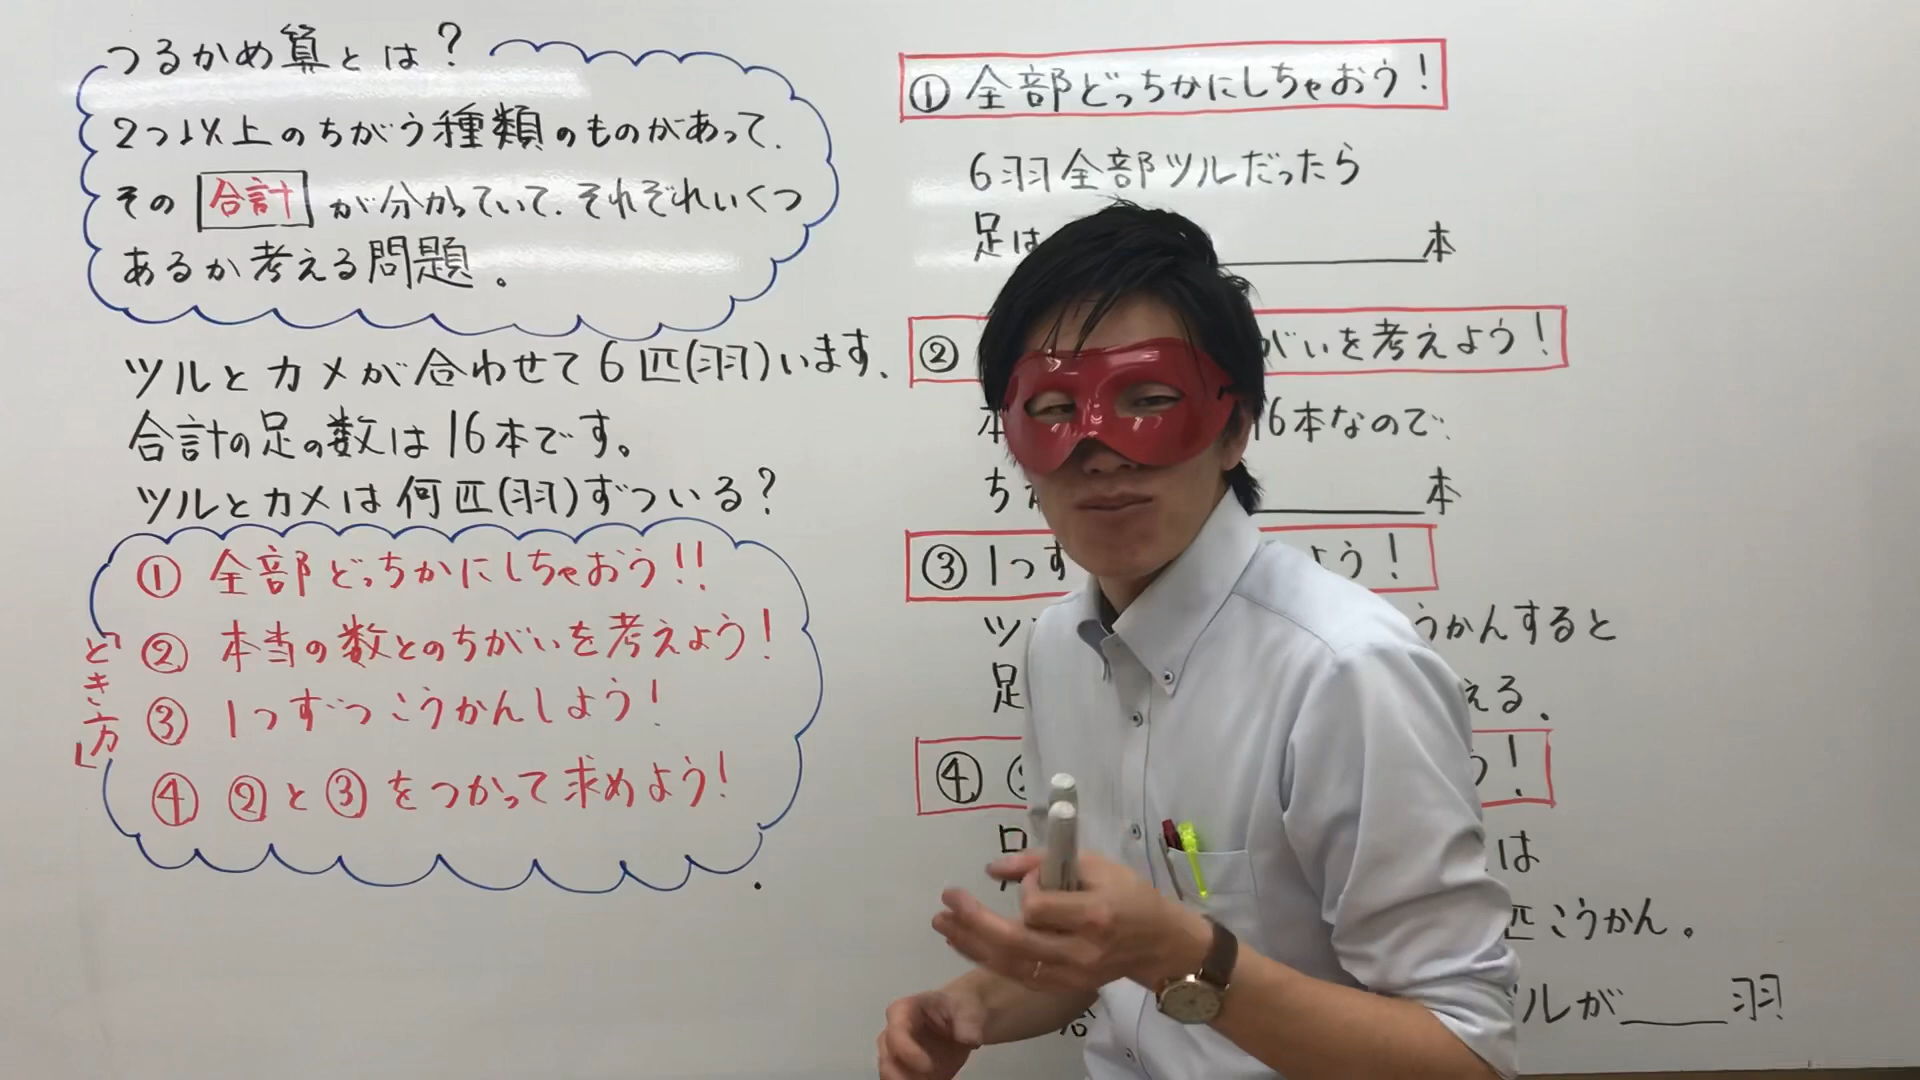 つるかめ算とは？
2つ以上のちがう種類のものがあって、
その合計が分かっていて、それぞれいくつ
あるか考える問題。
ツルとカメが合わせて6匹(羽)います、
合計の足の数は16本です。
ツルとカメは何匹(羽)ずついる？
「とき方」
① 全部どっちかにしちゃおう!!
② 本当の数とのちがいを考えよう！
③ 1つずつこうかんしよう！
④ ②と③をつかって求めよう！
① 全部どっちかにしちゃおう！
6羽全部ツルだったら
足は 本
② がいを考えよう！
本 16本なので、
ち 本
③ 1つず よう！
ツ うかんすると
足 える、
④ う！
足 は
匹こうかん。
ルが 羽